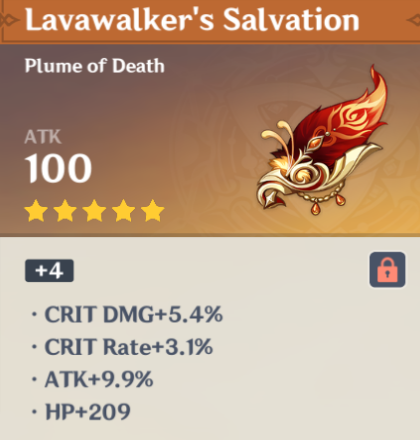 Lavawalker's Salvation
Plume of Death
ATK
100
+4
· CRIT DMG+5.4%
· CRIT Rate+3.1%
· ATK+9.9%
· HP+209